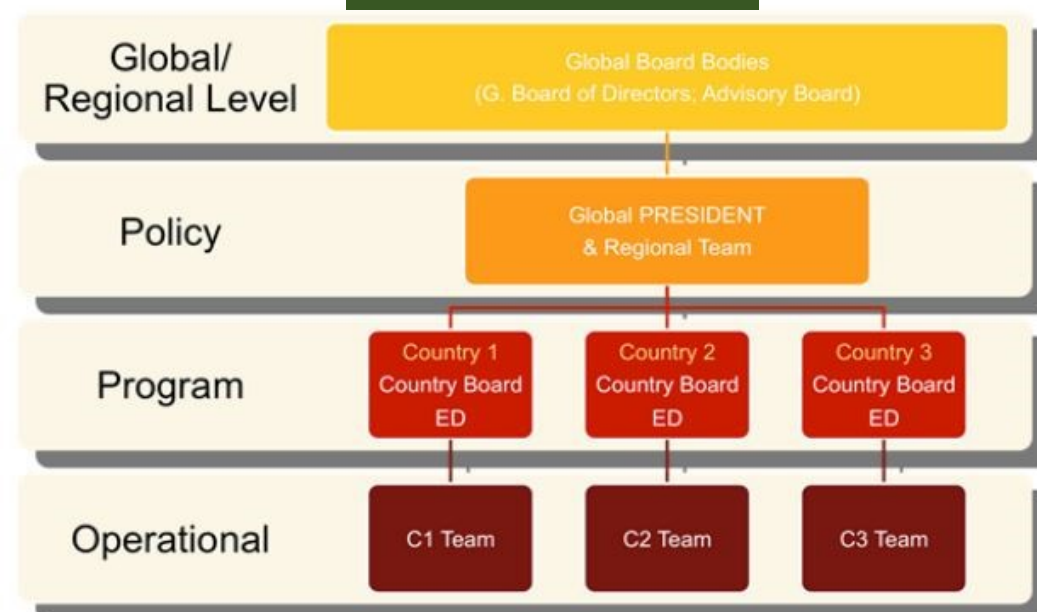 Global/
Regional Level
Global Board Bodies
(G. Board of Directors; Advisory Board)
Policy
Global PRESIDENT
& Regional Team
Program
Country 1
Country Board
ED
Country 2
Country Board
ED
Country 3
Country Board
ED
Operational
C1 Team
C2 Team
C3 Team